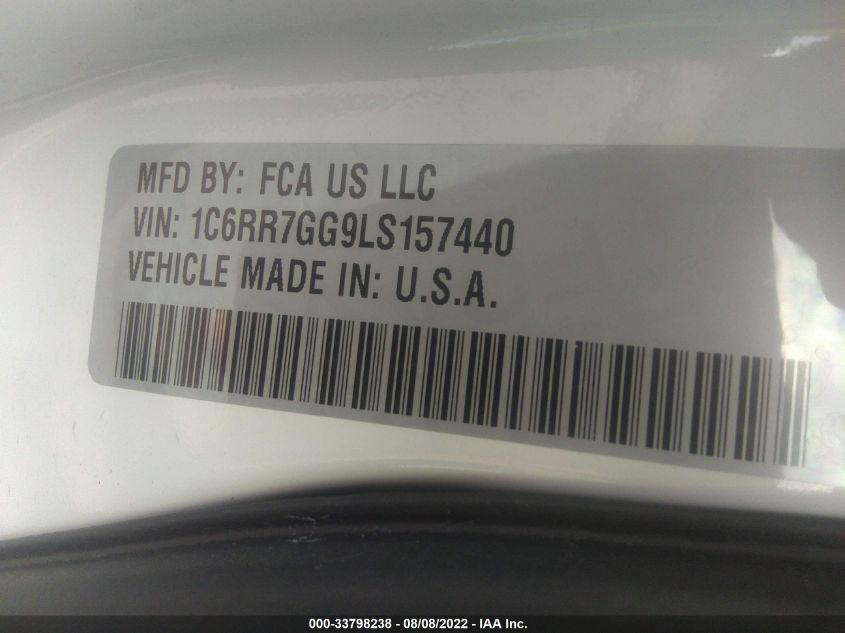 MFD BY: FCA US LLC
VIN: 1C6RR7GG9LS157440
VEHICLE MADE IN: U.S.A.
000-33798238 - 08/08/2022 - IAA Inc.